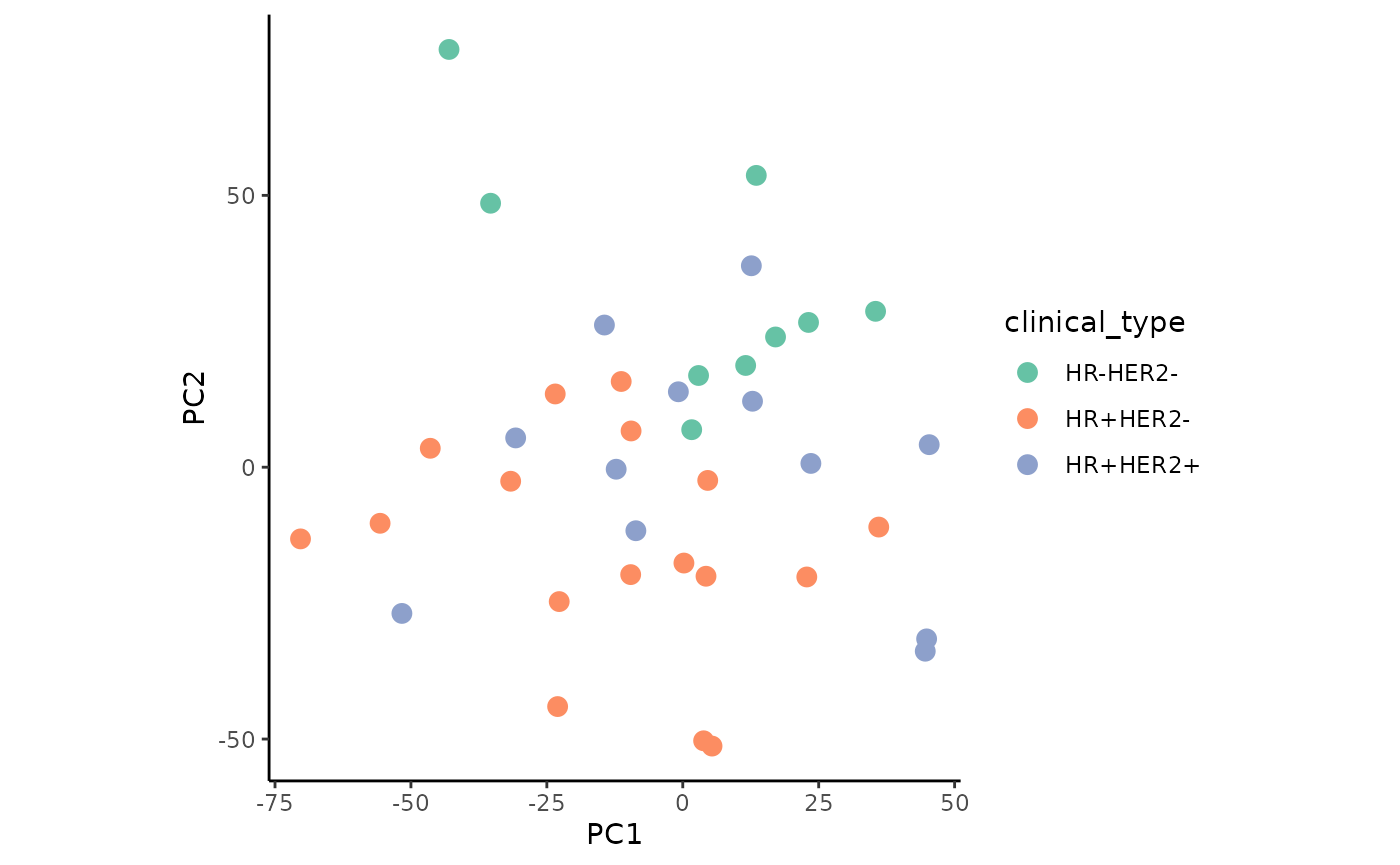 50
0
-50
PC2
-75 -50 -25 0 25 50
PC1
clinical_type
HR-HER2-
HR+HER2-
HR+HER2+